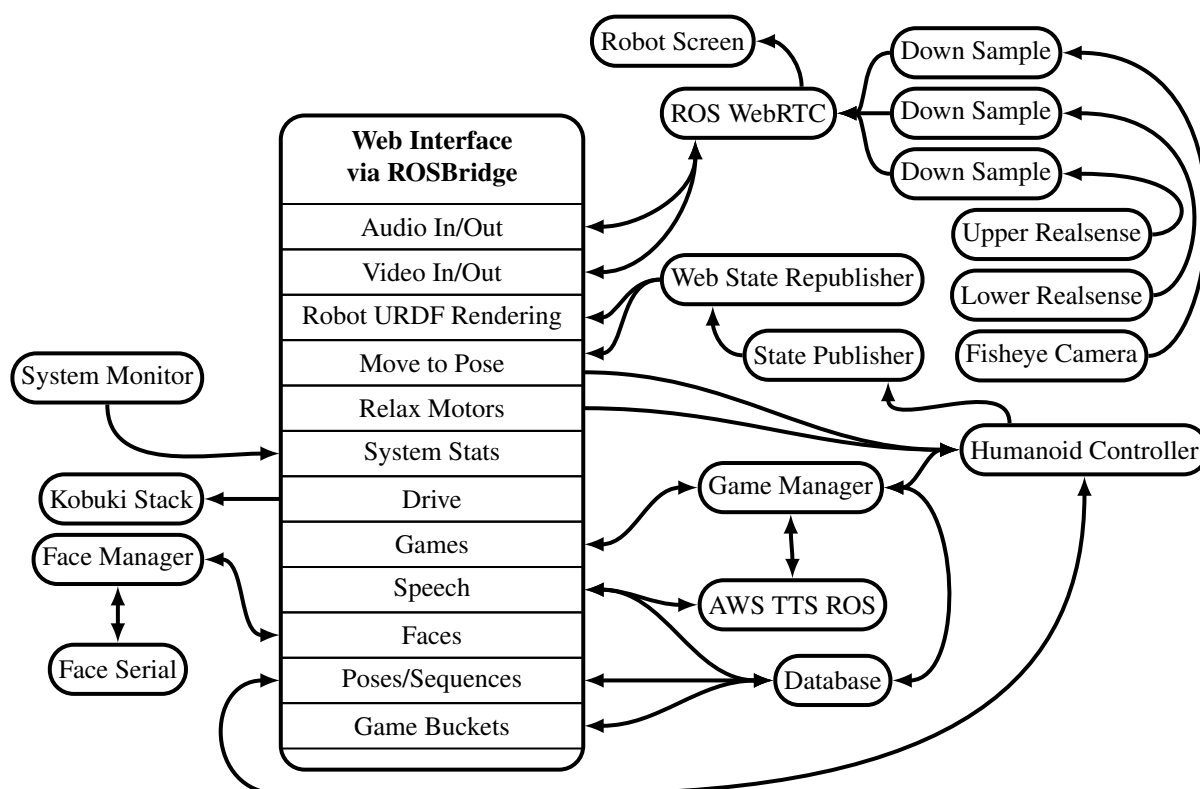 Robot Screen
Down Sample
ROS WebRTC
Down Sample
Web Interface
via ROSBridge
Down Sample
Audio In/Out
Upper Realsense
Video In/Out
Web State Republisher
Lower Realsense
Robot URDF Rendering
State Publisher
Fisheye Camera
Move to Pose
System Monitor
Relax Motors
System Stats
Humanoid Controller
Kobuki Stack
Drive
Game Manager
Games
Face Manager
Speech
AWS TTS ROS
Faces
Face Serial
Poses/Sequences
Database
Game Buckets